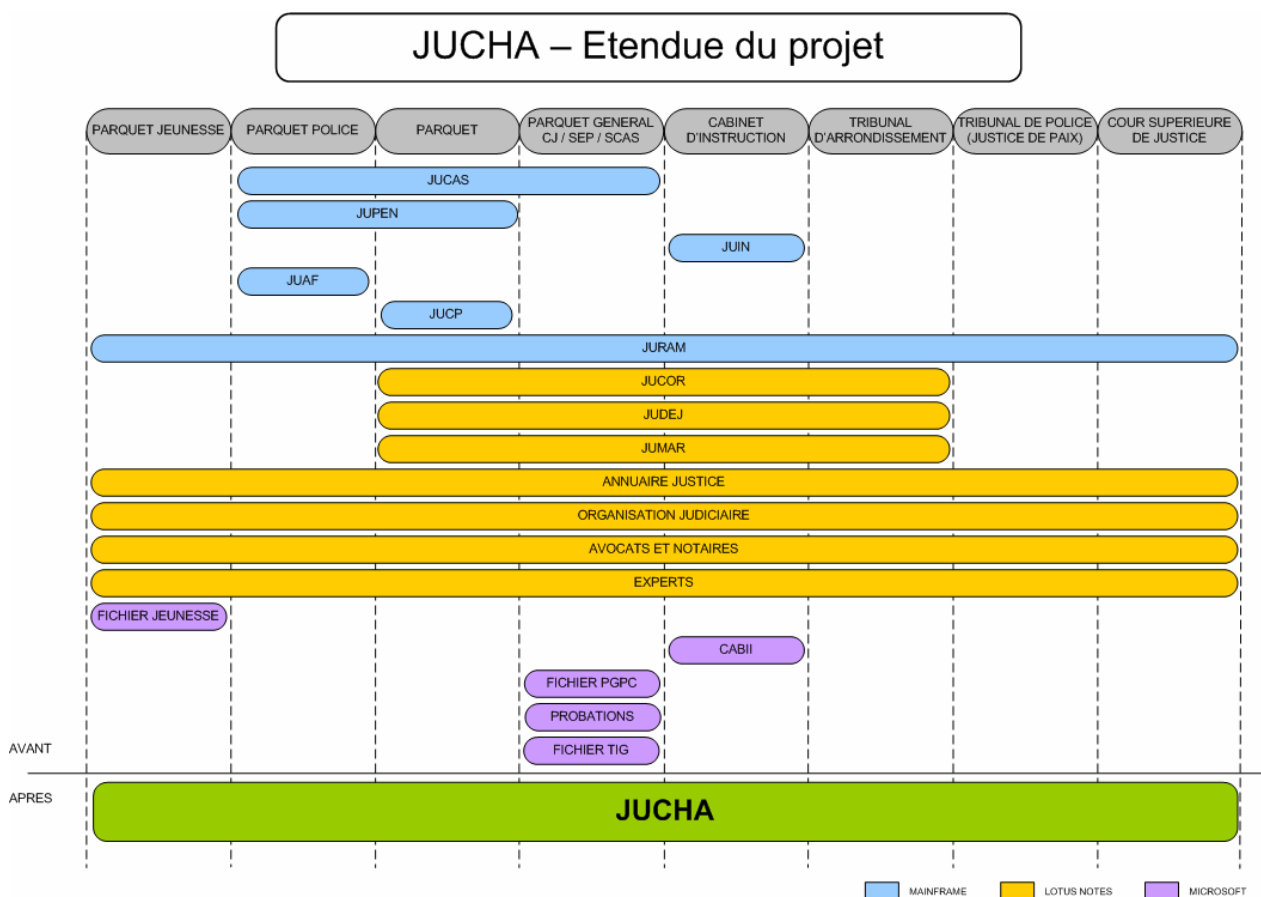 JUCHA – Etendue du projet
PARQUET JEUNESSE
PARQUET POLICE
PARQUET
PARQUET GENERAL
CJ / SEP / SCAS
CABINET
D'INSTRUCTION
TRIBUNAL
D'ARRONDISSEMENT
TRIBUNAL DE POLICE
(JUSTICE DE PAIX)
COUR SUPERIEURE
DE JUSTICE
JUCAS
JUPEN
JUIN
JUAF
JUCP
JURAM
JUCOR
JUDEJ
JUMAR
ANNUAIRE JUSTICE
ORGANISATION JUDICIAIRE
AVOCATS ET NOTAIRES
EXPERTS
FICHIER JEUNESSE
CABII
FICHIER PGPC
PROBATIONS
FICHIER TIG
AVANT
APRES
JUCHA
MAINFRAME
LOTUS NOTES
MICROSOFT